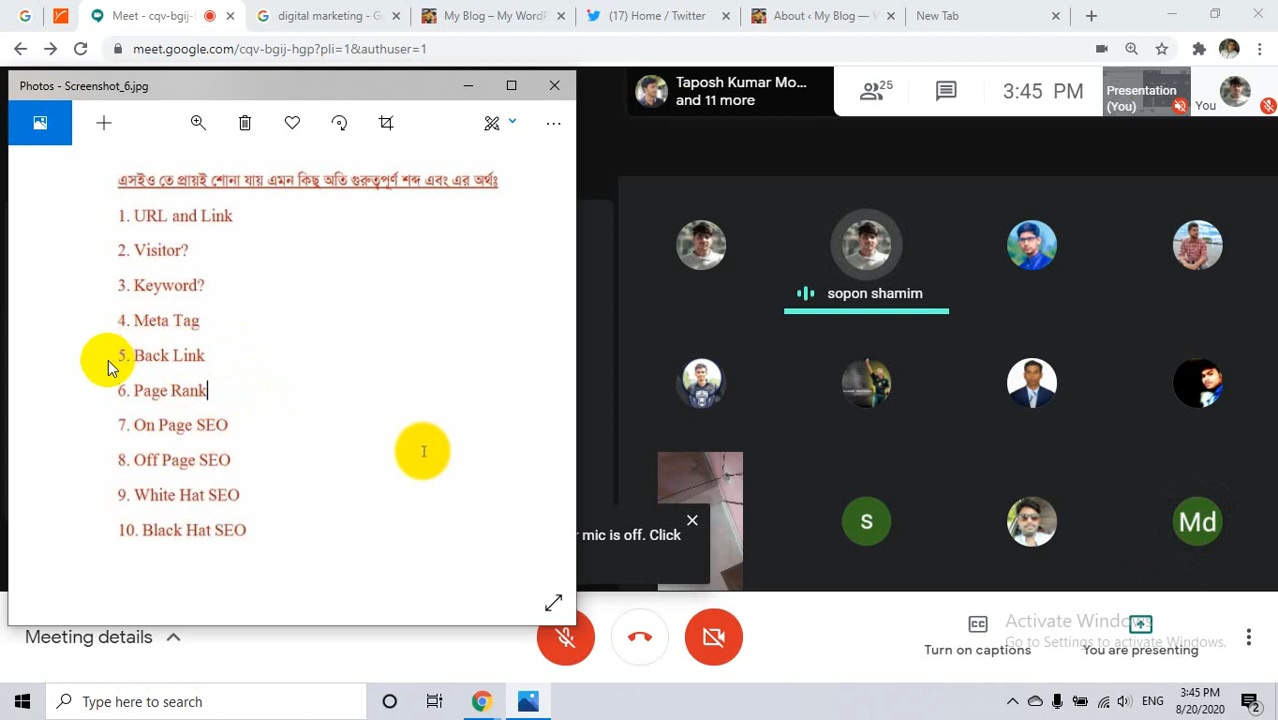 Meet - cqv-bgij-h
digital marketing - G
My Blog – My WordP
(17) Home / Twitter
About ‹ My Blog — W
New Tab
meet.google.com/cqv-bgij-hgp?pli=1&authuser=1
Photos - Screenshot_6.jpg
Taposh Kumar Mo...
and 11 more
25
3:45 PM
Presentation
(You)
You
এসইও তে প্রায়ই শোনা যায় এমন কিছু অতি গুরুত্বপূর্ণ শব্দ এবং এর অর্থঃ
1. URL and Link
2. Visitor?
3. Keyword?
4. Meta Tag
5. Back Link
6. Page Rank
7. On Page SEO
8. Off Page SEO
9. White Hat SEO
10. Black Hat SEO
sopon shamim
S
Md
mic is off. Click
Meeting details
Turn on captions
You are presenting
Activate Windows
Go to Settings to activate Windows.
Type here to search
ENG
3:45 PM
8/20/2020
2